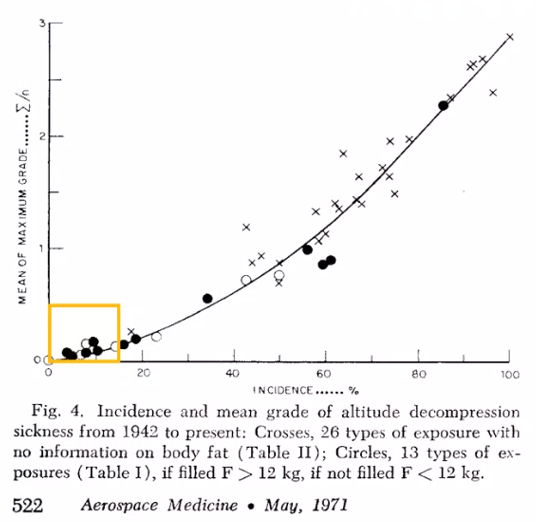 3
2
1
0
MEAN OF MAXIMUM GRADE.......Σ/n
0 20 40 60 80 100
INCIDENCE...... %
Fig. 4. Incidence and mean grade of altitude decompression
sickness from 1942 to present: Crosses, 26 types of exposure with
no information on body fat (Table II); Circles, 13 types of ex-
posures (Table I), if filled F > 12 kg, if not filled F < 12 kg.
522 Aerospace Medicine • May, 1971